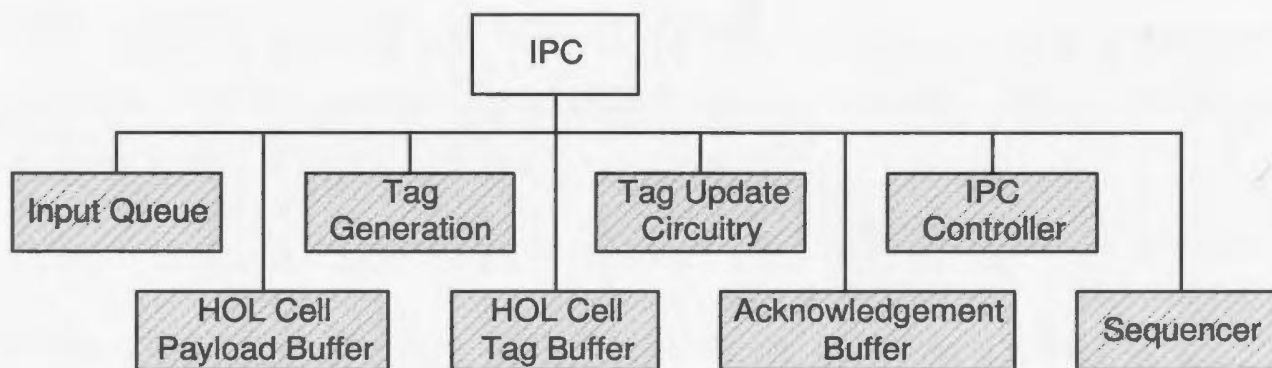 IPC
Input Queue
Tag
Generation
Tag Update
Circuitry
IPC
Controller
HOL Cell
Payload Buffer
HOL Cell
Tag Buffer
Acknowledgement
Buffer
Sequencer